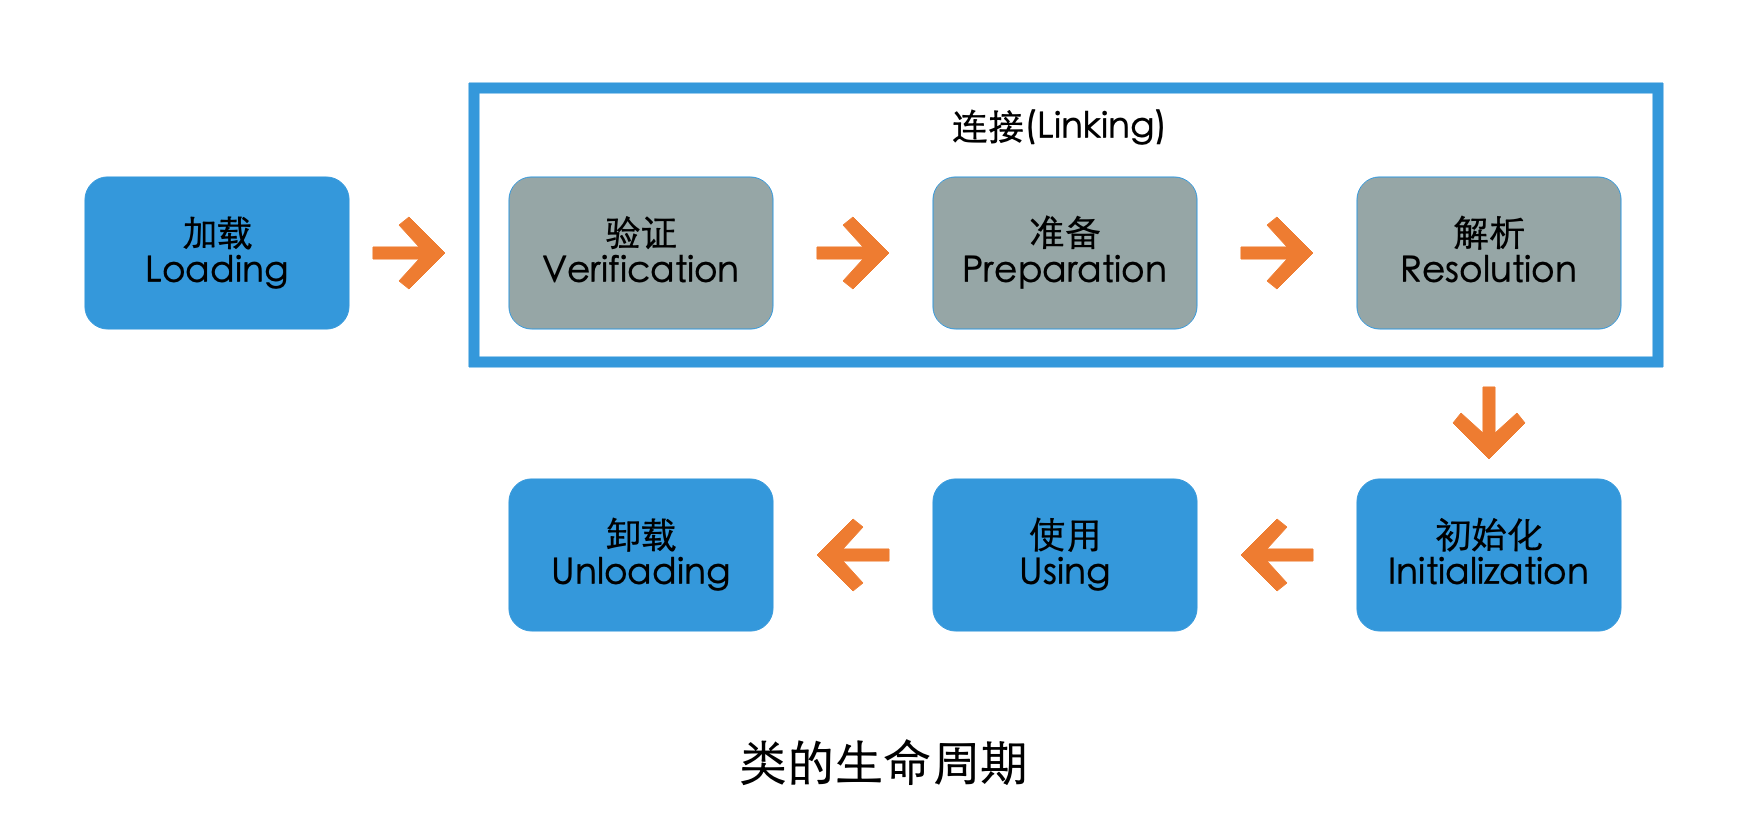 连接(Linking)
加载
Loading
验证
Verification
准备
Preparation
解析
Resolution
卸载
Unloading
使用
Using
初始化
Initialization
类的生命周期